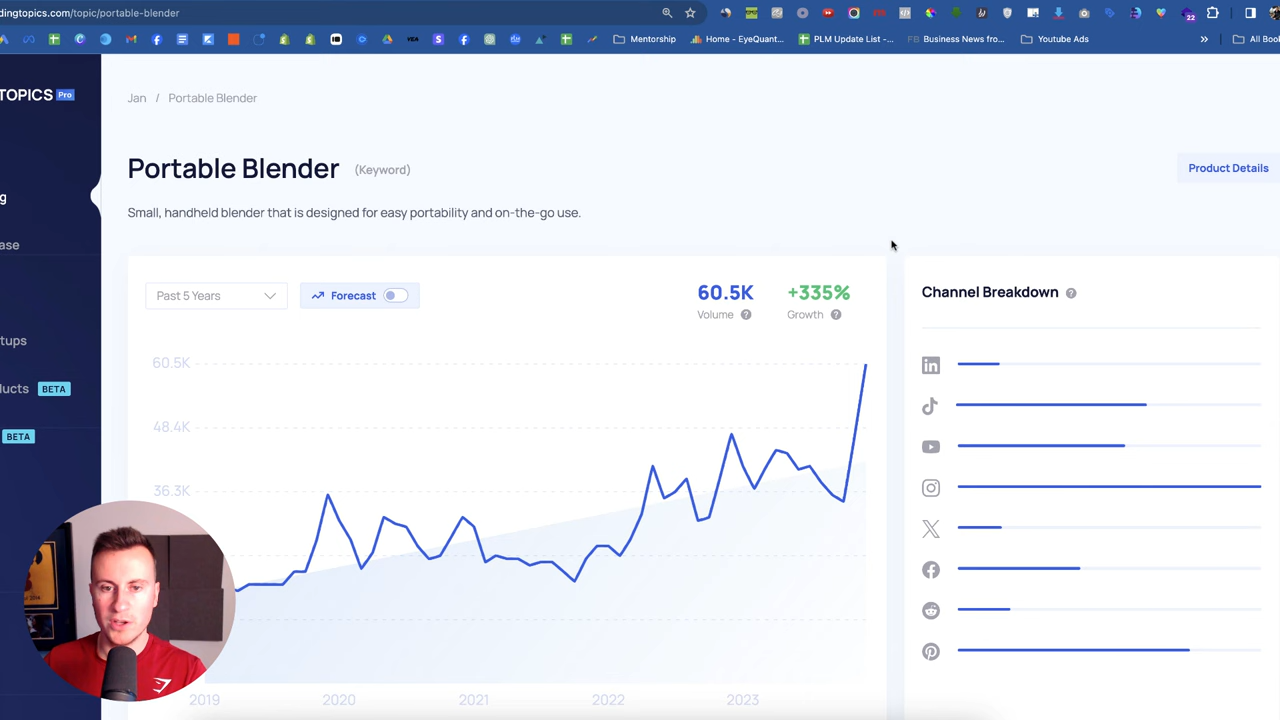 dingtopics.com/topic/portable-blender
22
Mentorship
Home - EyeQuant...
PLM Update List -...
FB Business News fro...
Youtube Ads
»
All Boo
TOPICS Pro
Jan / Portable Blender
Portable Blender (Keyword)
Product Details
Small, handheld blender that is designed for easy portability and on-the-go use.
g
ase
tups
lucts BETA
BETA
Past 5 Years
Forecast
60.5K
+335%
Volume ?
Growth ?
Channel Breakdown ?
60.5K
48.4K
36.3K
2019
2020
2021
2022
2023